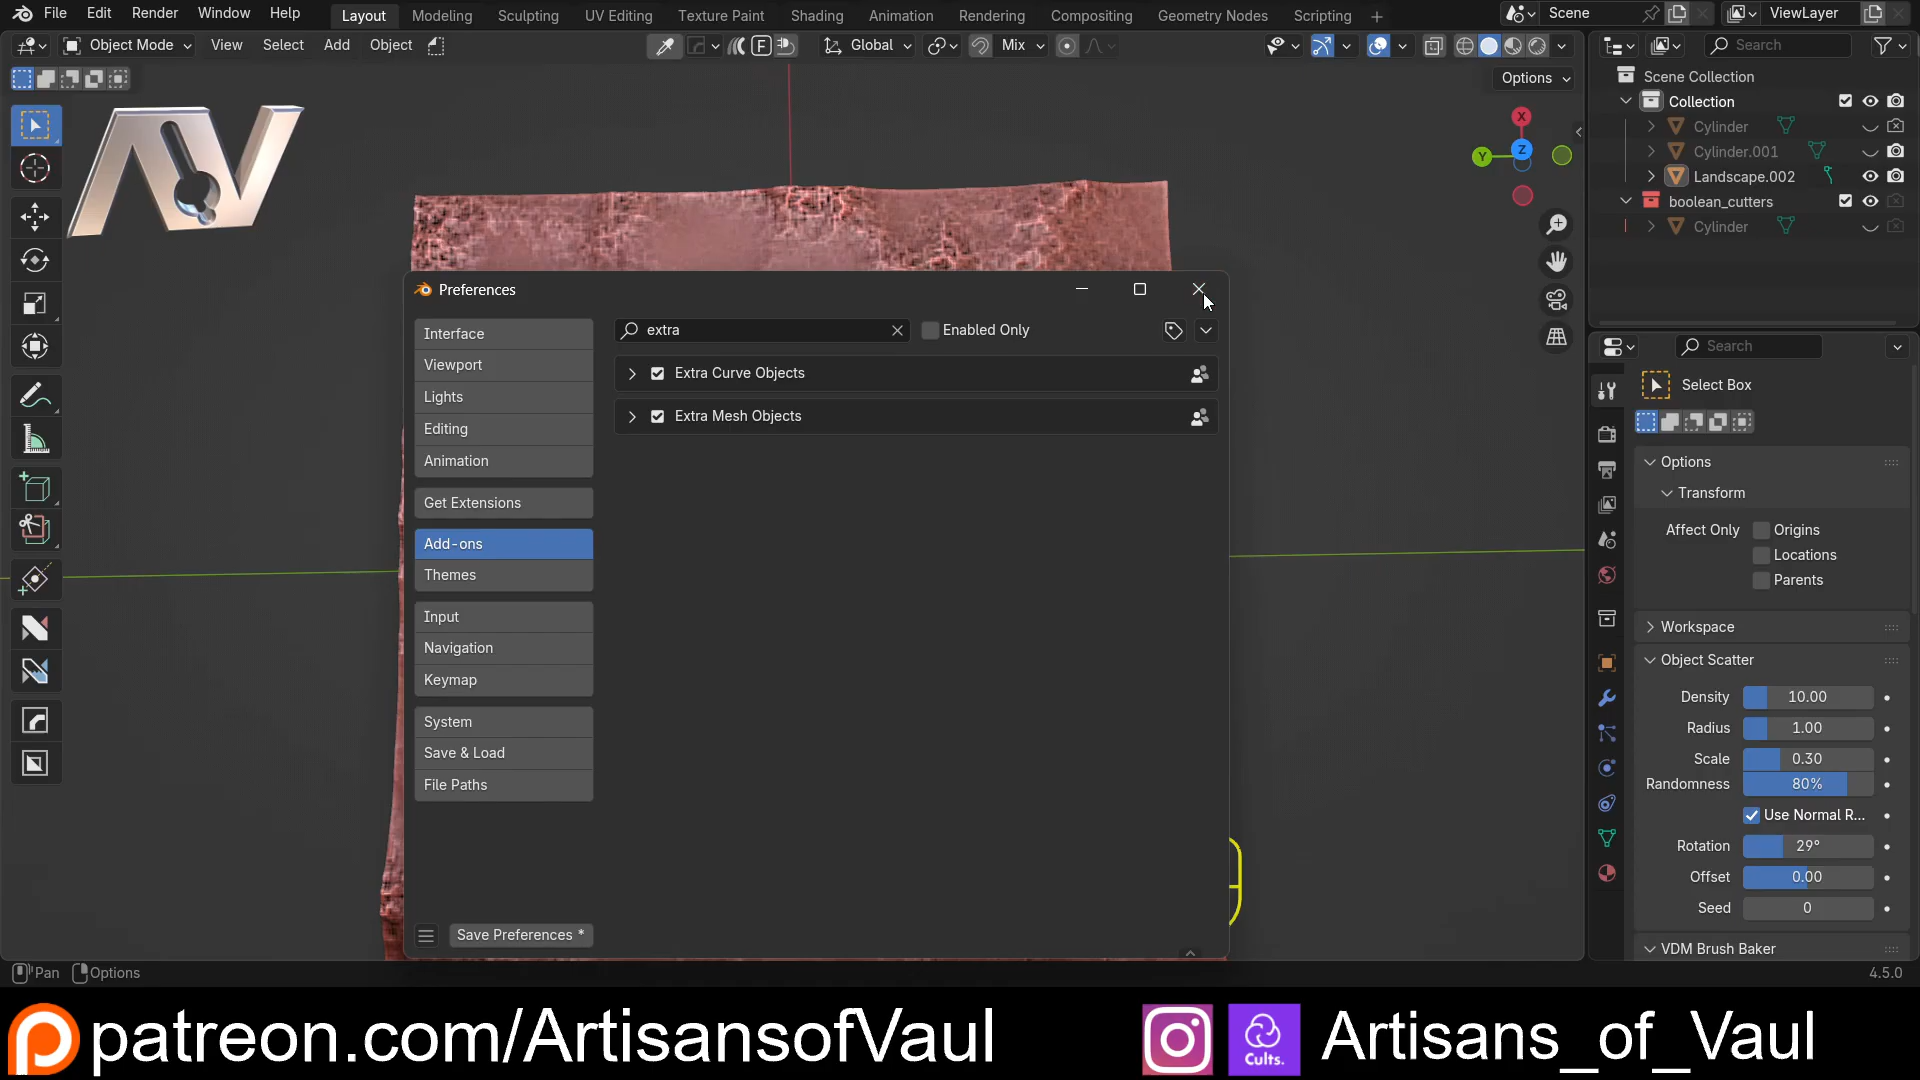 File Edit Render Window Help Layout Modeling Sculpting UV Editing Texture Paint Shading Animation Rendering Compositing Geometry Nodes Scripting + Scene ViewLayer
Object Mode View Select Add Object F Global Mix Search
Options
Scene Collection
Collection
Cylinder
Cylinder.001
Landscape.002
boolean_cutters
Cylinder
X
Y
Z
AV
Preferences
Interface
Viewport
Lights
Editing
Animation
Get Extensions
Add-ons
Themes
Input
Navigation
Keymap
System
Save & Load
File Paths
extra
Enabled Only
Extra Curve Objects
Extra Mesh Objects
Save Preferences *
Search
Select Box
Options
Transform
Affect Only Origins
Locations
Parents
Workspace
Object Scatter
Density 10.00
Radius 1.00
Scale 0.30
Randomness 80%
Use Normal R...
Rotation 29°
Offset 0.00
Seed 0
VDM Brush Baker
Pan Options
4.5.0
patreon.com/ArtisansofVaul
Cults.
Artisans_of_Vaul